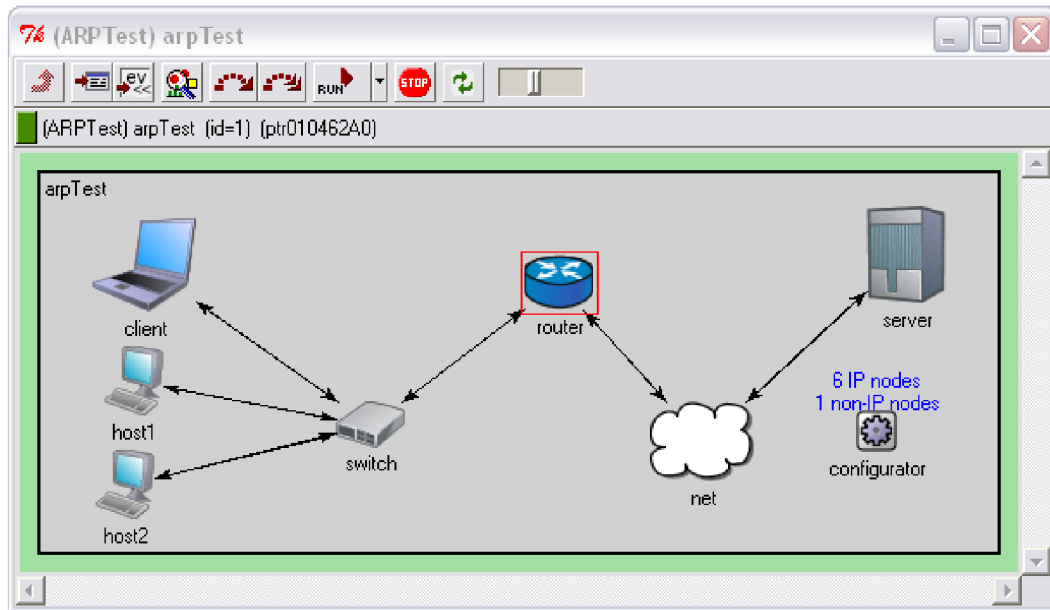 (ARPTest) arpTest
EV
<<
RUN
STOP
(ARPTest) arpTest (id=1) (ptr010462A0)
arpTest
client
router
server
6 IP nodes
1 non-IP nodes
host1
switch
configurator
net
host2